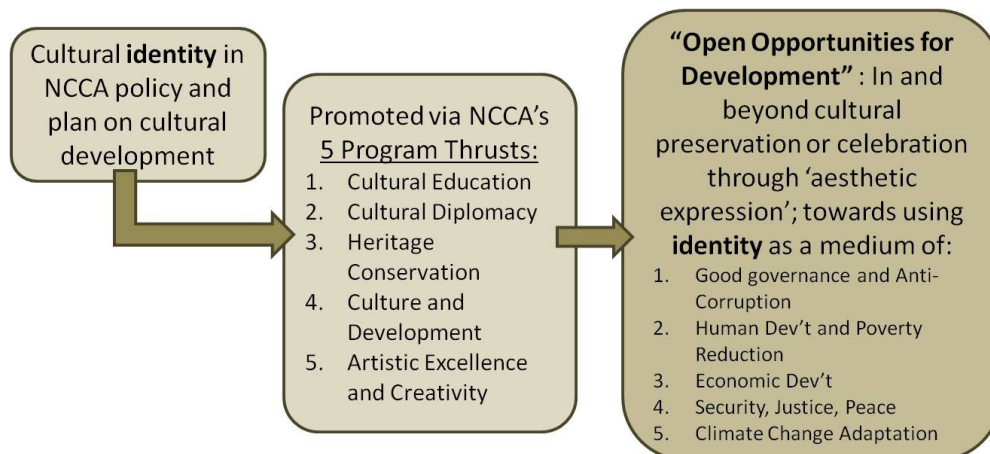 Cultural identity in
NCCA policy and
plan on cultural
development
Promoted via NCCA’s
5 Program Thrusts:
1. Cultural Education
2. Cultural Diplomacy
3. Heritage
Conservation
4. Culture and
Development
5. Artistic Excellence
and Creativity
“Open Opportunities for
Development” : In and
beyond cultural
preservation or celebration
through ‘aesthetic
expression’; towards using
identity as a medium of:
1. Good governance and Anti-
Corruption
2. Human Dev’t and Poverty
Reduction
3. Economic Dev’t
4. Security, Justice, Peace
5. Climate Change Adaptation